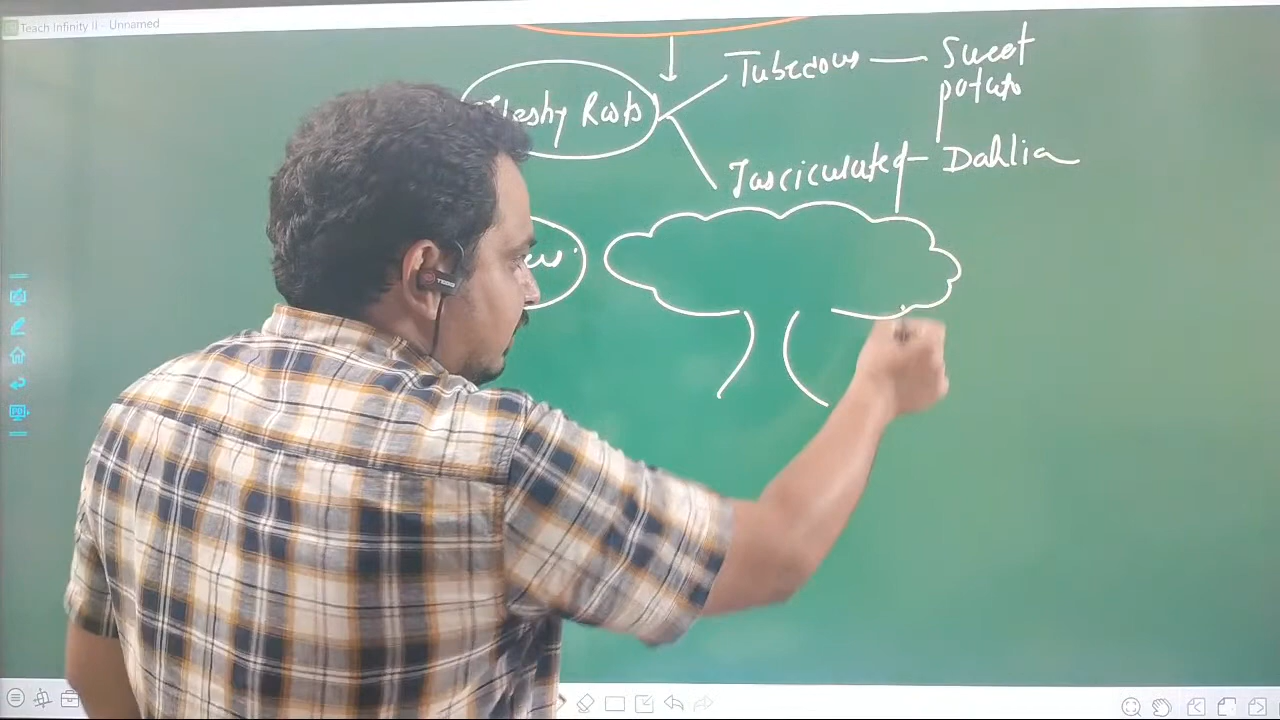 Teach Infinity II - Unnamed
Tuberous — Sweet
potato
Fleshy Roots
Fasciculated - Dahlia